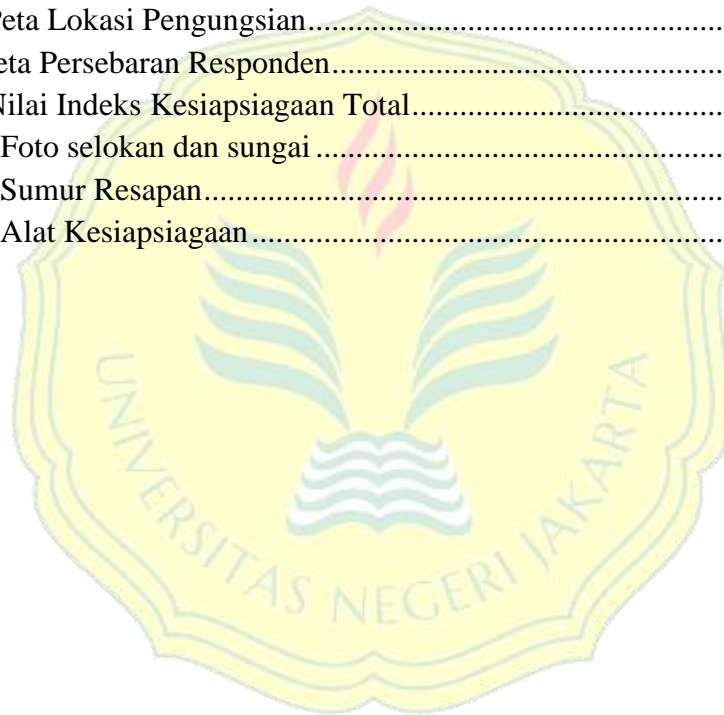 Peta Lokasi Pengungsian....................................................
eta Persebaran Responden.................................................
Nilai Indeks Kesiapsiagaan Total.......................................
Foto selokan dan sungai...................................................
Sumur Resapan.................................................................
Alat Kesiapsiagaan...........................................................
UNIVERSITAS NEGERI JAKARTA